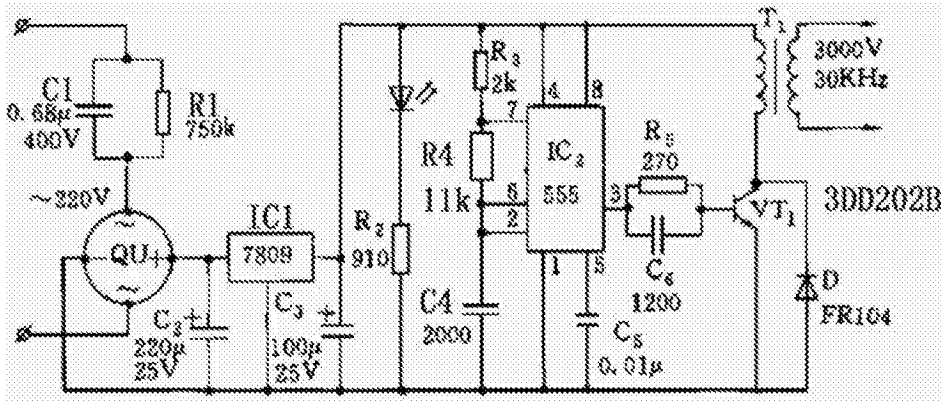 C1
0.68μ
400V
R1
750k
~220V
QU
IC1
7809
C2
220μ
25V
C3
100μ
25V
R2
910
R3
2k
R4
11k
C4
2000
7
6
2
4
8
3
1
5
IC2
555
R5
270
C6
1200
C5
0.01μ
T1
3000V
30KHz
VT1
3DD202B
D
FR104